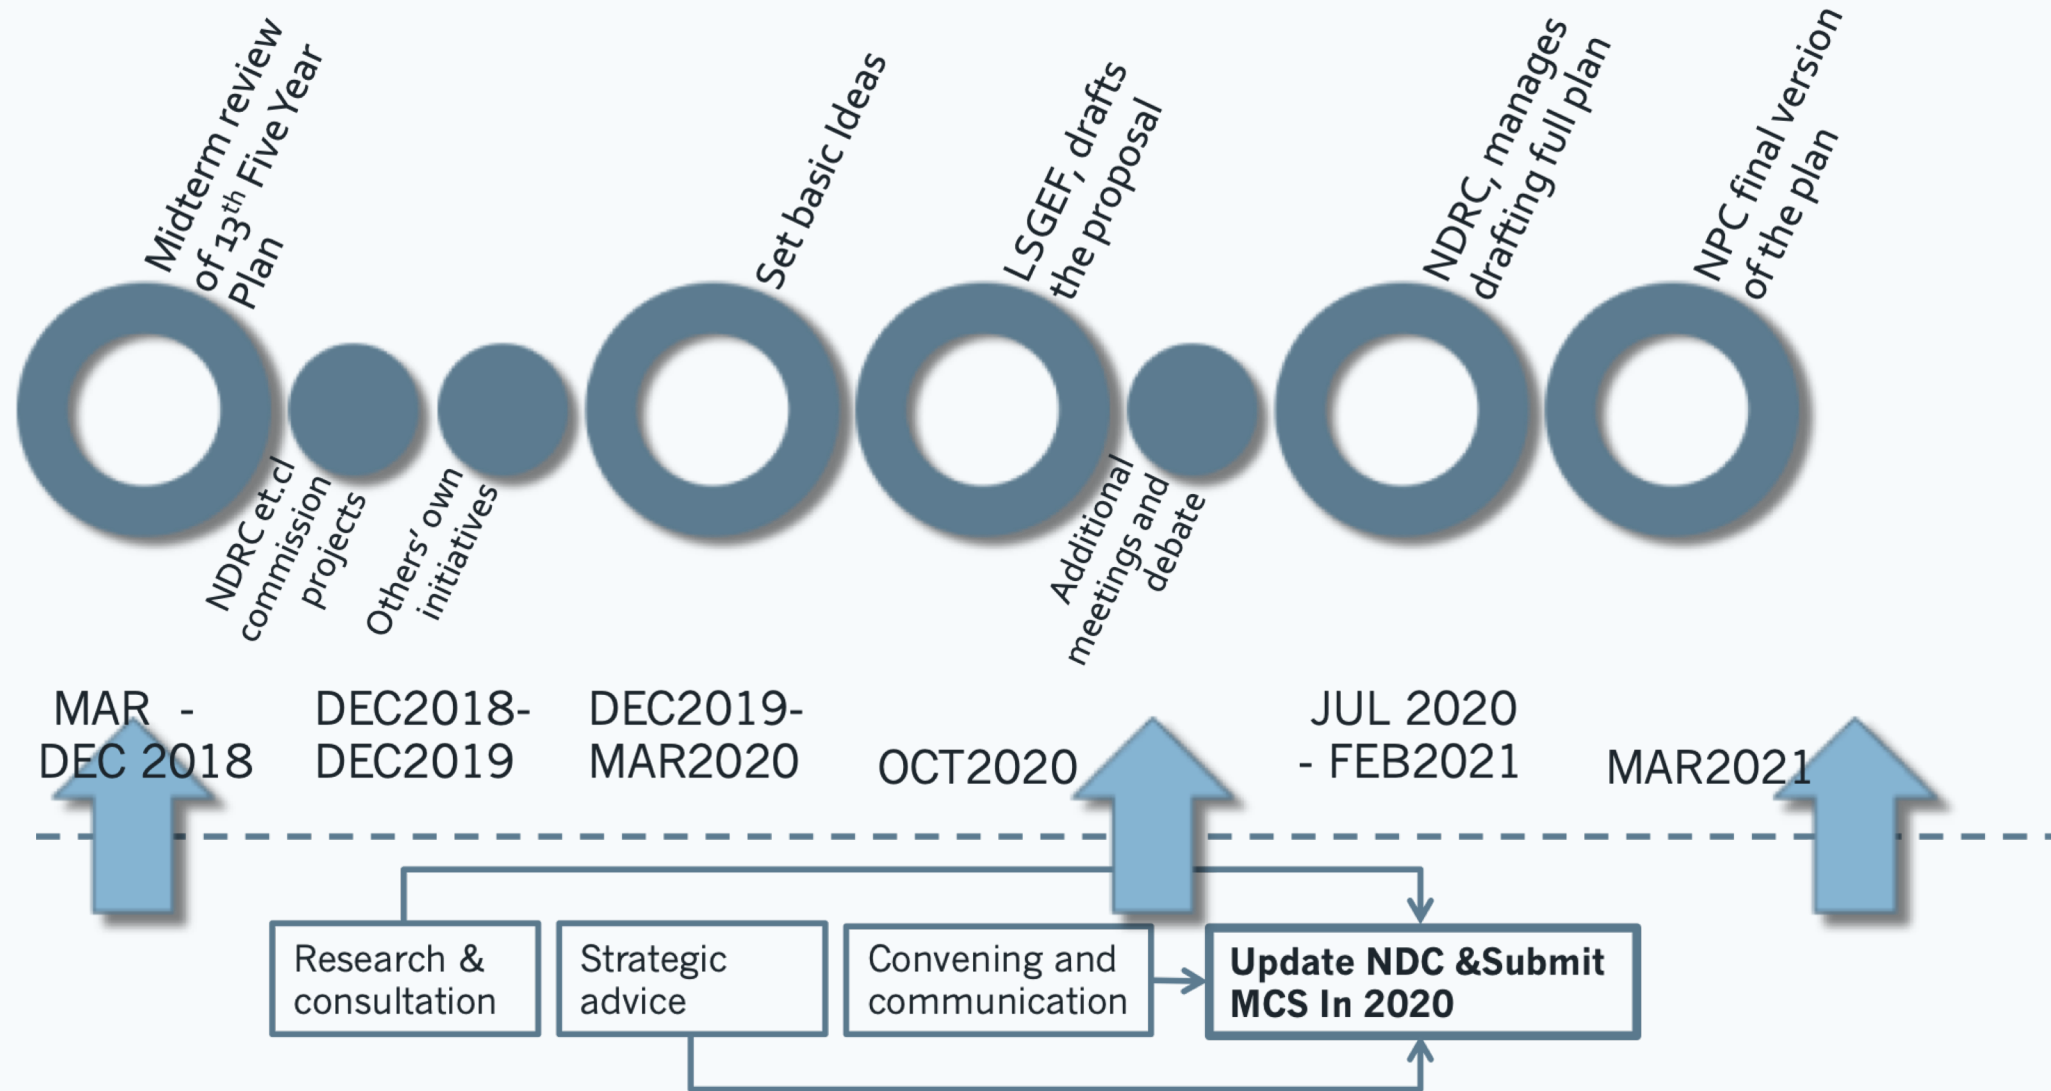 Midterm review
of 13th Five Year
Plan
NDRC et.cl
commission
projects
Others' own
initiatives
Set basic Ideas
LSGEF, drafts
the proposal
Additional
meetings and
debate
NDRC, manages
drafting full plan
NPC final version
of the plan
MAR -
DEC 2018
DEC2018-
DEC2019
DEC2019-
MAR2020
OCT2020
JUL 2020
- FEB2021
MAR2021
Research &
consultation
Strategic
advice
Convening and
communication
Update NDC &Submit
MCS In 2020